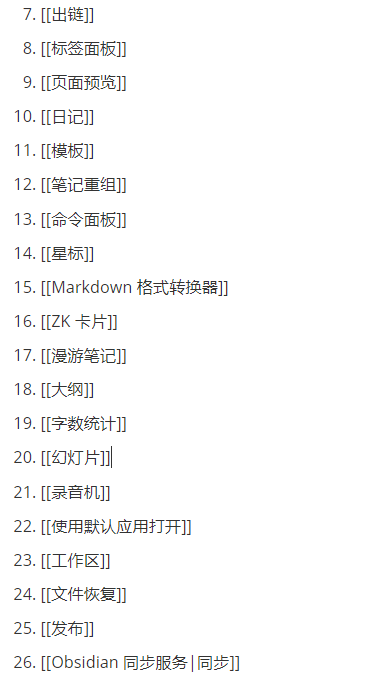 7. [[出链]]
8. [[标签面板]]
9. [[页面预览]]
10. [[日记]]
11. [[模板]]
12. [[笔记重组]]
13. [[命令面板]]
14. [[星标]]
15. [[Markdown 格式转换器]]
16. [[ZK 卡片]]
17. [[漫游笔记]]
18. [[大纲]]
19. [[字数统计]]
20. [[幻灯片]]
21. [[录音机]]
22. [[使用默认应用打开]]
23. [[工作区]]
24. [[文件恢复]]
25. [[发布]]
26. [[Obsidian 同步服务|同步]]